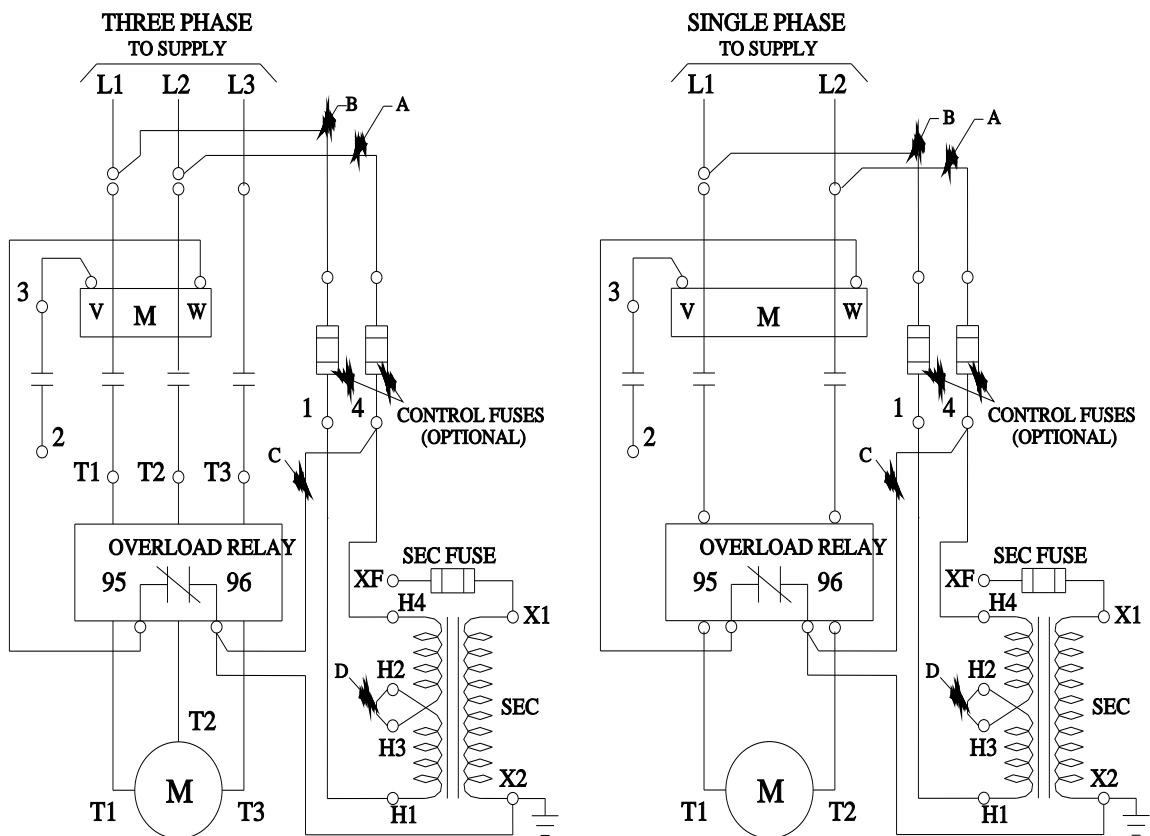 THREE PHASE
TO SUPPLY
L1 L2 L3
B A
3
V M W
1 4
CONTROL FUSES
(OPTIONAL)
2
C
T1 T2 T3
OVERLOAD RELAY
95 96
SEC FUSE
XF
H4 X1
D H2
SEC
T2
H3
X2
M
T1 T3
H1
SINGLE PHASE
TO SUPPLY
L1 L2
B A
3
V M W
1 4
CONTROL FUSES
(OPTIONAL)
2
C
OVERLOAD RELAY
95 96
SEC FUSE
XF
H4 X1
D H2
SEC
H3
X2
M
T1 T2
H1